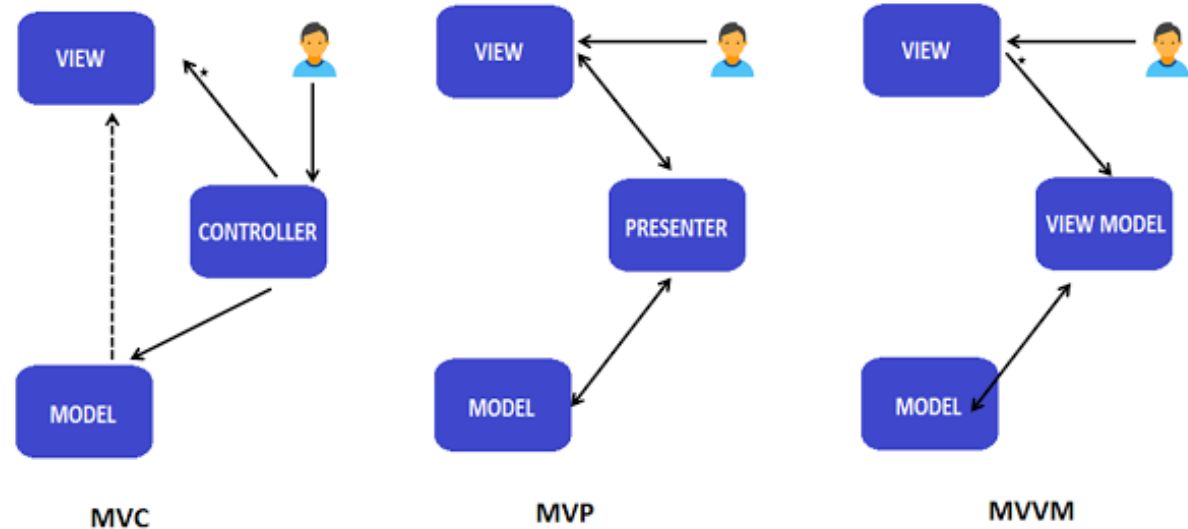 VIEW
*
CONTROLLER
MODEL
MVC
VIEW
PRESENTER
MODEL
MVP
VIEW
*
VIEW MODEL
MODEL
MVVM